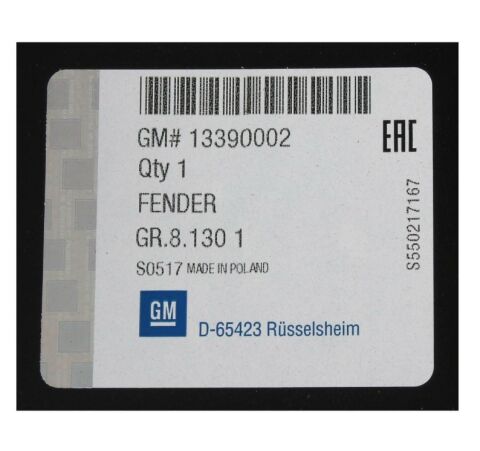 GM# 13390002
EAC
Qty 1
FENDER
GR.8.130 1
S0517 MADE IN POLAND
S550217167
GM
D-65423 Rüsselsheim